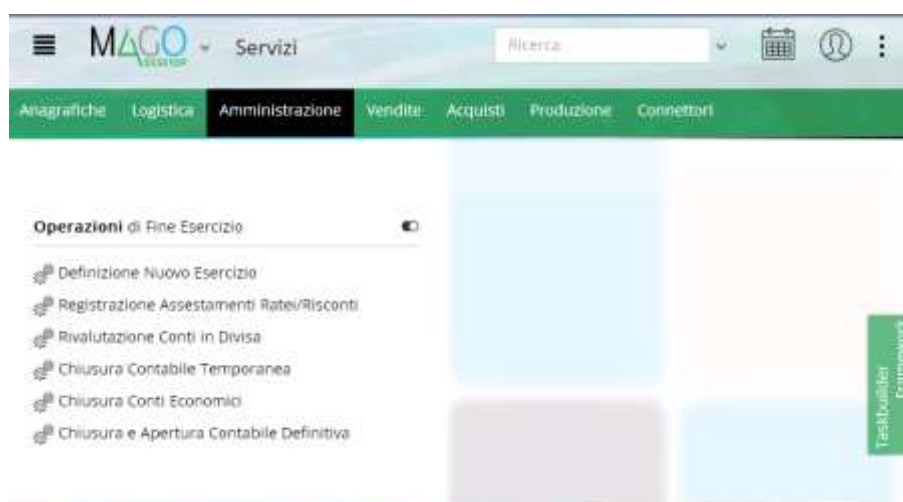 MAGO
Servizi
Ricerca
Anagrafiche Logistica Amministrazione Vendite Acquisti Produzione Connettori
Operazioni di Fine Esercizio
Definizione Nuovo Esercizio
Registrazione Assestamenti Ratei/Risconti
Rivalutazione Conti in Divisa
Chiusura Contabile Temporanea
Chiusura Conti Economici
Chiusura e Apertura Contabile Definitiva
Taskbuilder
Framework